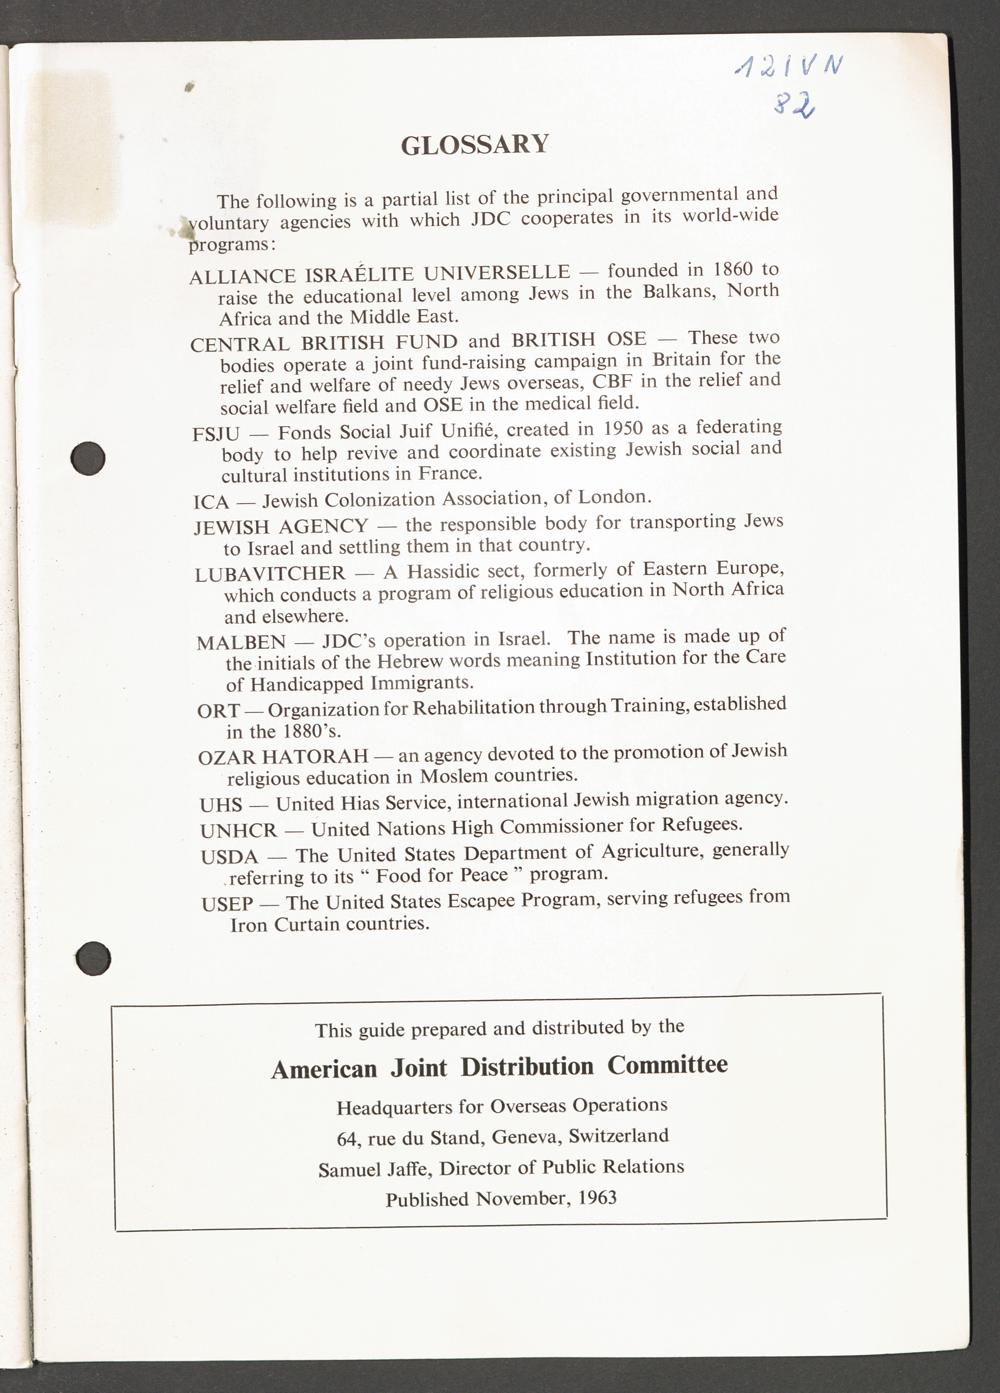 121VN
82
GLOSSARY
The following is a partial list of the principal governmental and
voluntary agencies with which JDC cooperates in its world-wide
programs:
ALLIANCE ISRAÉLITE UNIVERSELLE — founded in 1860 to
raise the educational level among Jews in the Balkans, North
Africa and the Middle East.
CENTRAL BRITISH FUND and BRITISH OSE — These two
bodies operate a joint fund-raising campaign in Britain for the
relief and welfare of needy Jews overseas, CBF in the relief and
social welfare field and OSE in the medical field.
FSJU — Fonds Social Juif Unifié, created in 1950 as a federating
body to help revive and coordinate existing Jewish social and
cultural institutions in France.
ICA — Jewish Colonization Association, of London.
JEWISH AGENCY — the responsible body for transporting Jews
to Israel and settling them in that country.
LUBAVITCHER — A Hassidic sect, formerly of Eastern Europe,
which conducts a program of religious education in North Africa
and elsewhere.
MALBEN — JDC's operation in Israel. The name is made up of
the initials of the Hebrew words meaning Institution for the Care
of Handicapped Immigrants.
ORT — Organization for Rehabilitation through Training, established
in the 1880's.
OZAR HATORAH — an agency devoted to the promotion of Jewish
religious education in Moslem countries.
UHS — United Hias Service, international Jewish migration agency.
UNHCR — United Nations High Commissioner for Refugees.
USDA — The United States Department of Agriculture, generally
referring to its “ Food for Peace ” program.
USEP — The United States Escapee Program, serving refugees from
Iron Curtain countries.
This guide prepared and distributed by the
American Joint Distribution Committee
Headquarters for Overseas Operations
64, rue du Stand, Geneva, Switzerland
Samuel Jaffe, Director of Public Relations
Published November, 1963